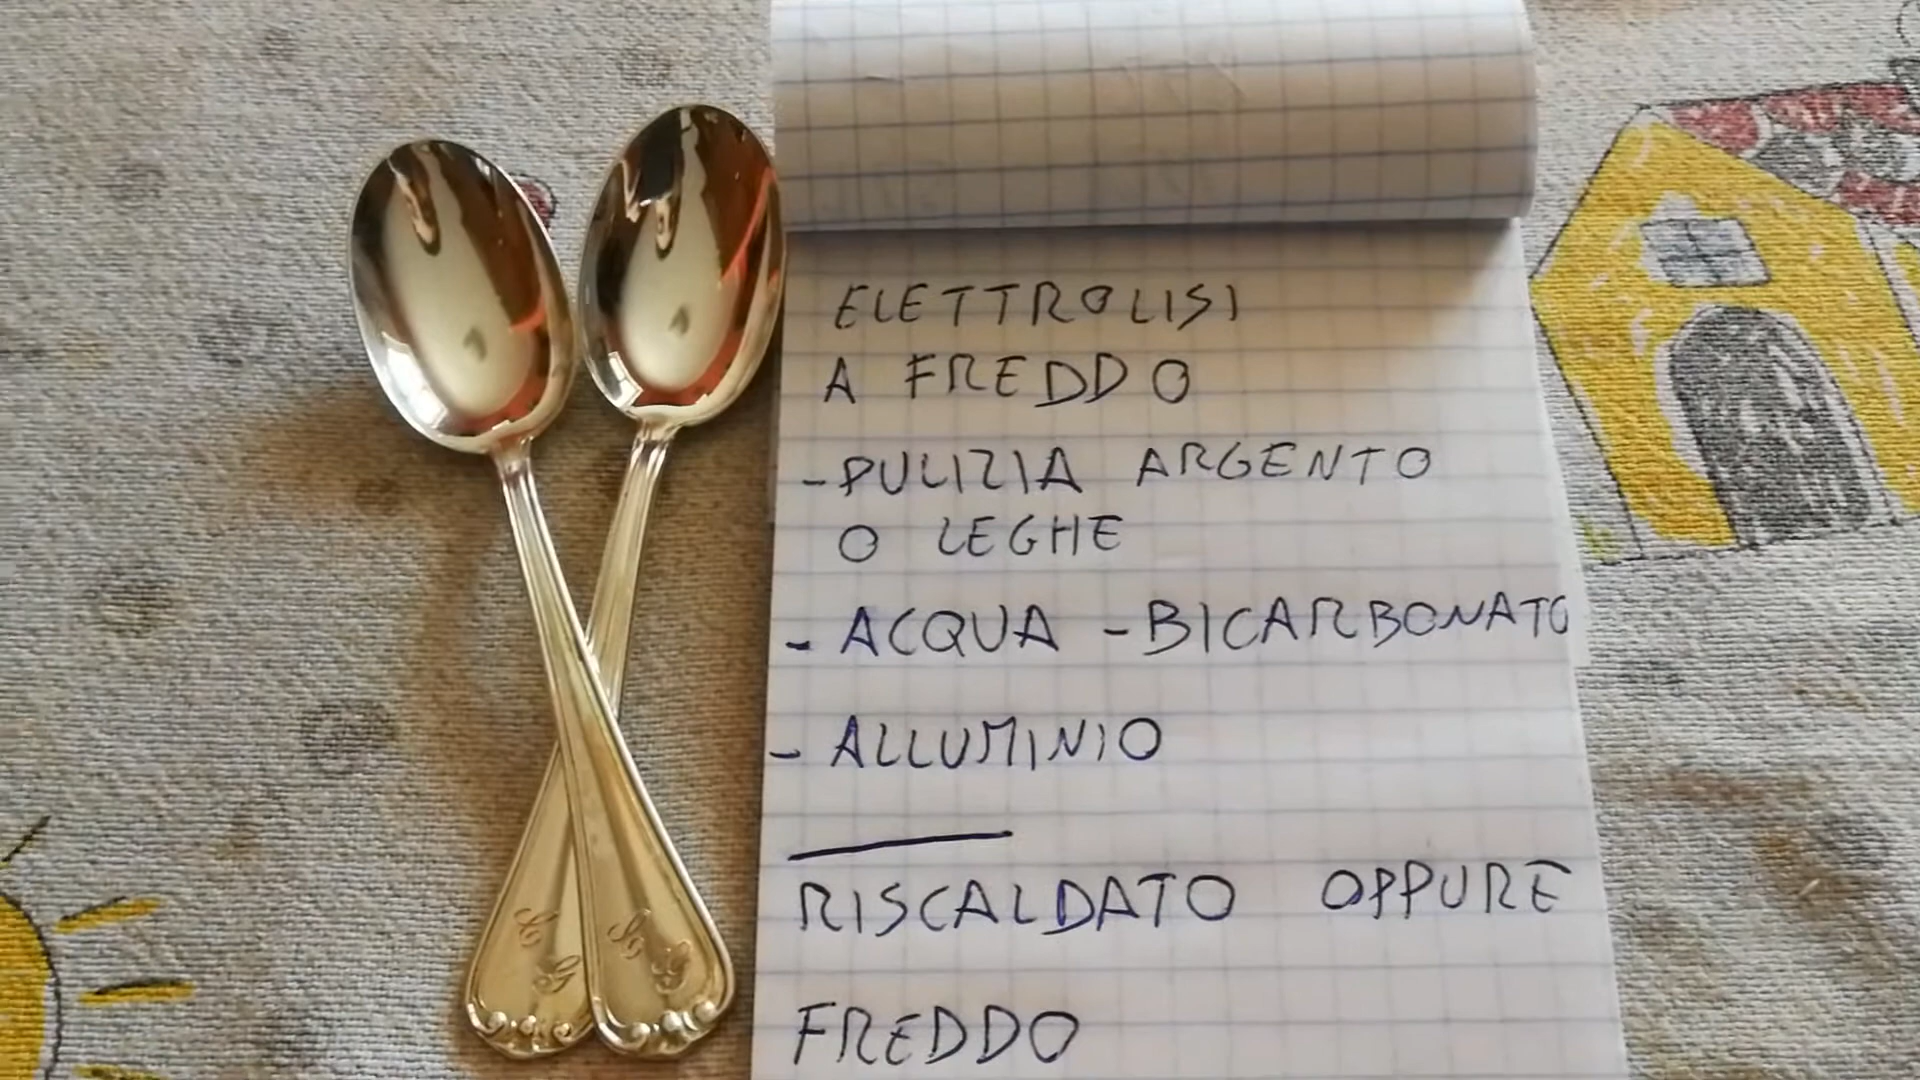 ELETTROLISI
A FREDDO
- PULIZIA ARGENTO
O LEGHE
- ACQUA - BICARBONATO
- ALLUMINIO
RISCALDATO OPPURE
FREDDO